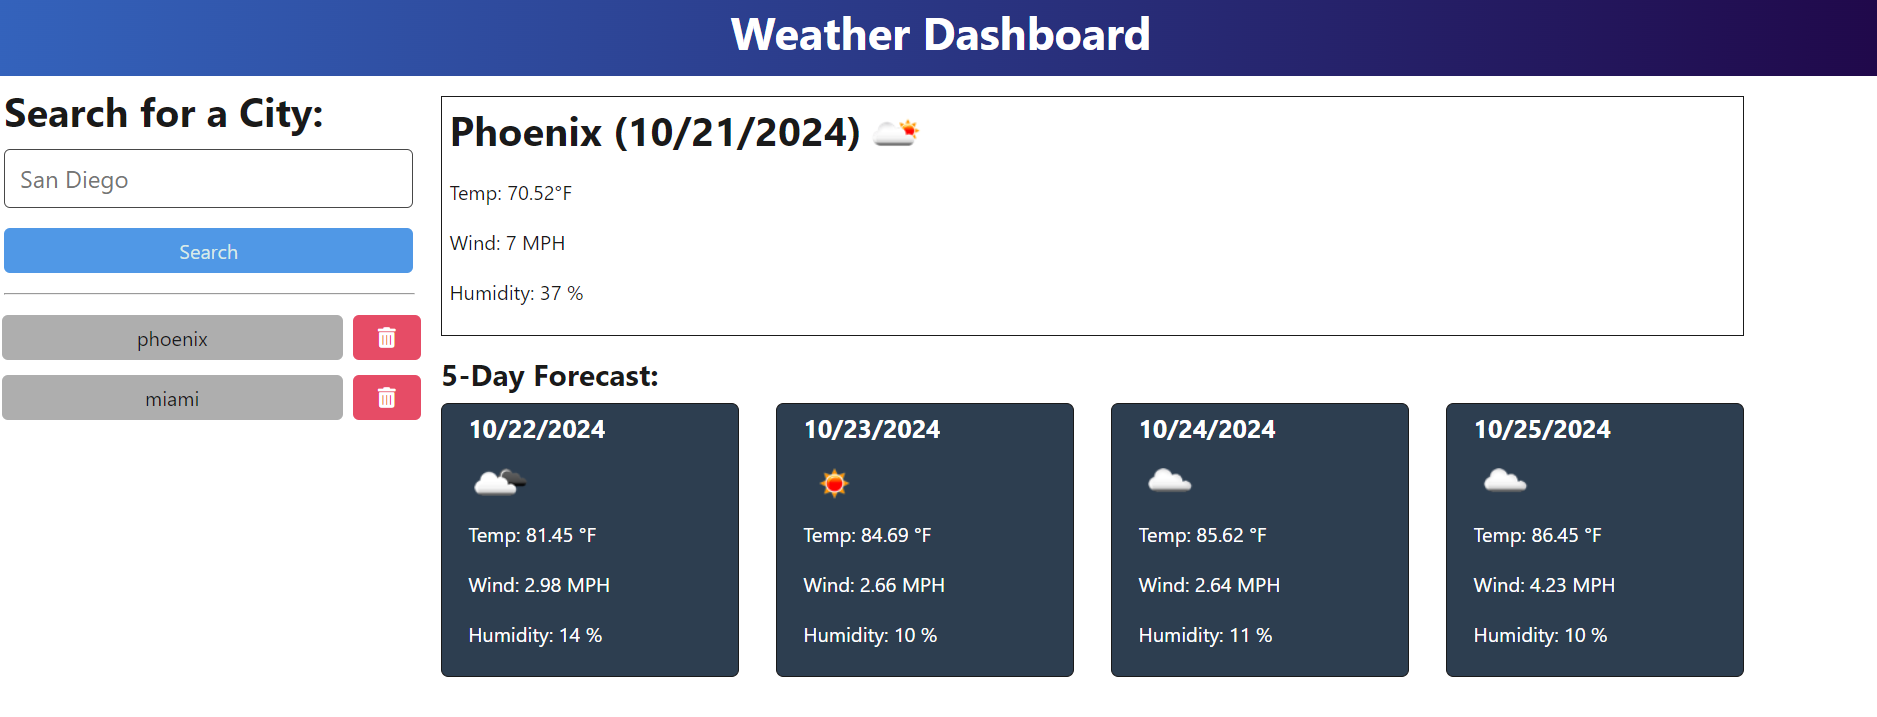 Weather Dashboard
Search for a City:
San Diego
Search
phoenix
miami
Phoenix (10/21/2024)
Temp: 70.52°F
Wind: 7 MPH
Humidity: 37 %
5-Day Forecast:
10/22/2024
Temp: 81.45 °F
Wind: 2.98 MPH
Humidity: 14 %
10/23/2024
Temp: 84.69 °F
Wind: 2.66 MPH
Humidity: 10 %
10/24/2024
Temp: 85.62 °F
Wind: 2.64 MPH
Humidity: 11 %
10/25/2024
Temp: 86.45 °F
Wind: 4.23 MPH
Humidity: 10 %